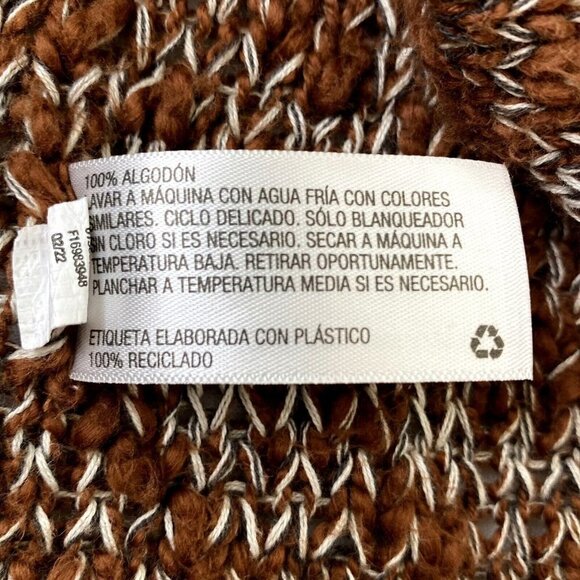 100% ALGODÓN
LAVAR A MÁQUINA CON AGUA FRÍA CON COLORES
SIMILARES. CICLO DELICADO. SÓLO BLANQUEADOR
SIN CLORO SI ES NECESARIO. SECAR A MÁQUINA A
TEMPERATURA BAJA. RETIRAR OPORTUNAMENTE.
PLANCHAR A TEMPERATURA MEDIA SI ES NECESARIO.
ETIQUETA ELABORADA CON PLÁSTICO
100% RECICLADO
F16983948
02/22